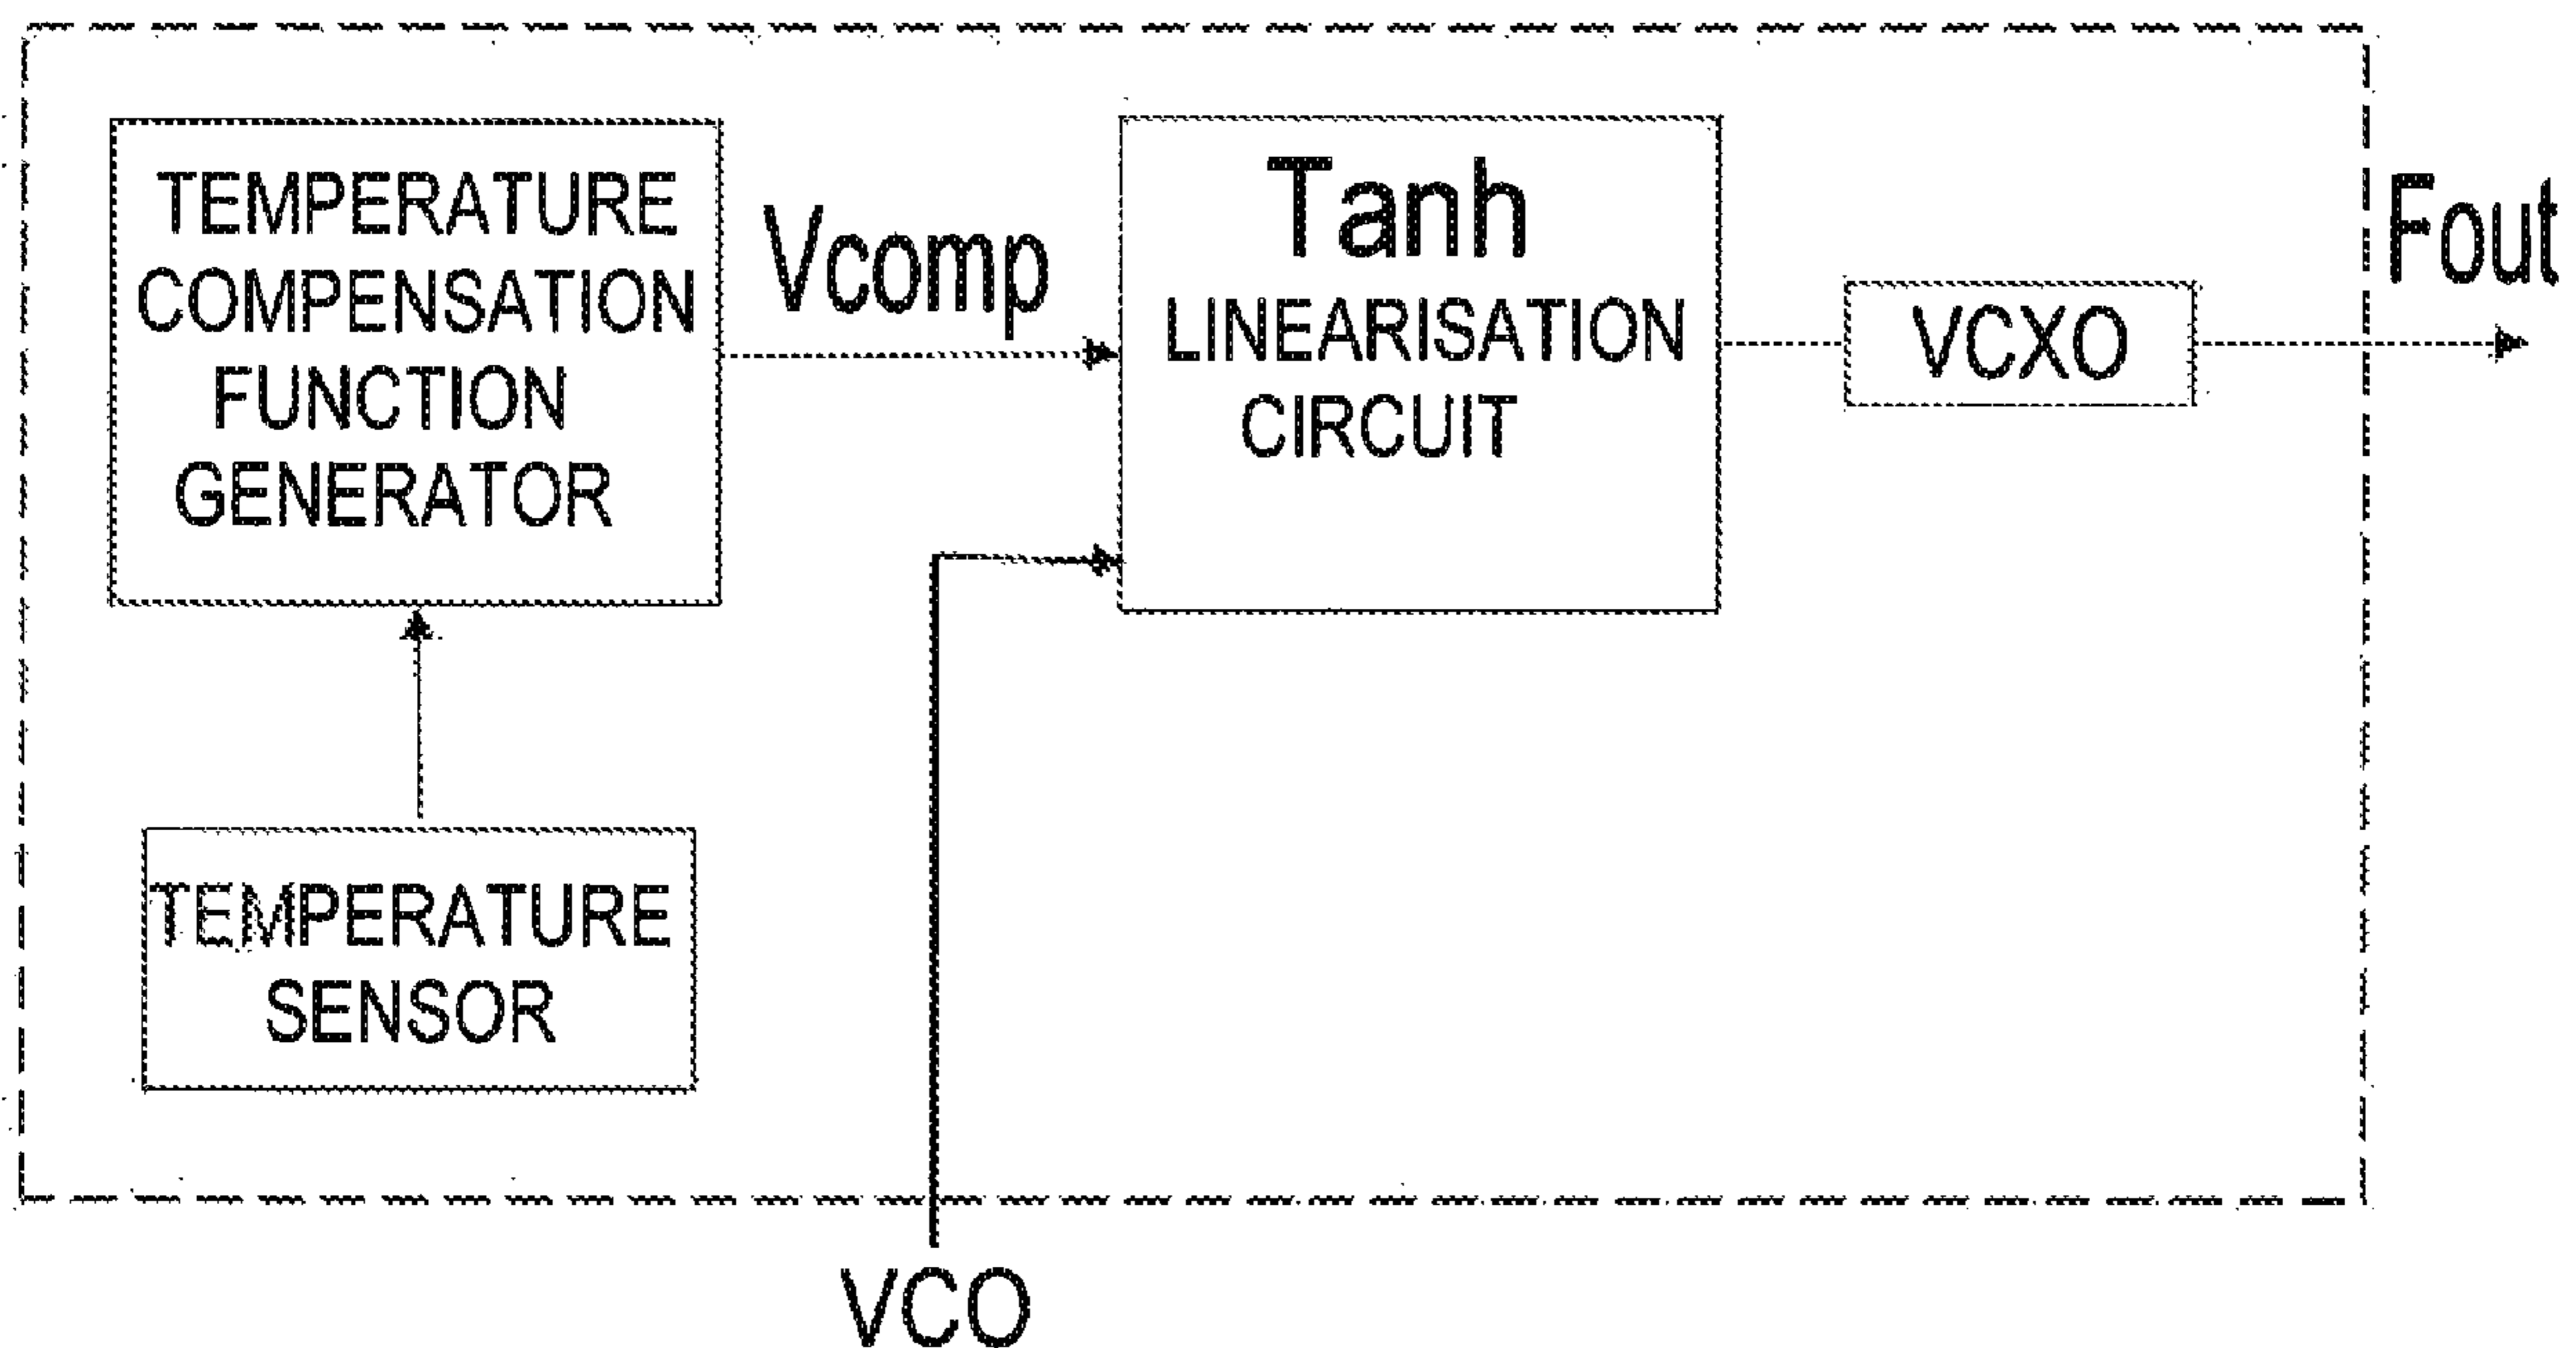 TEMPERATURE
COMPENSATION
FUNCTION
GENERATOR
Vcomp
Tanh
LINEARISATION
CIRCUIT
VCXO
Fout
TEMPERATURE
SENSOR
VCO